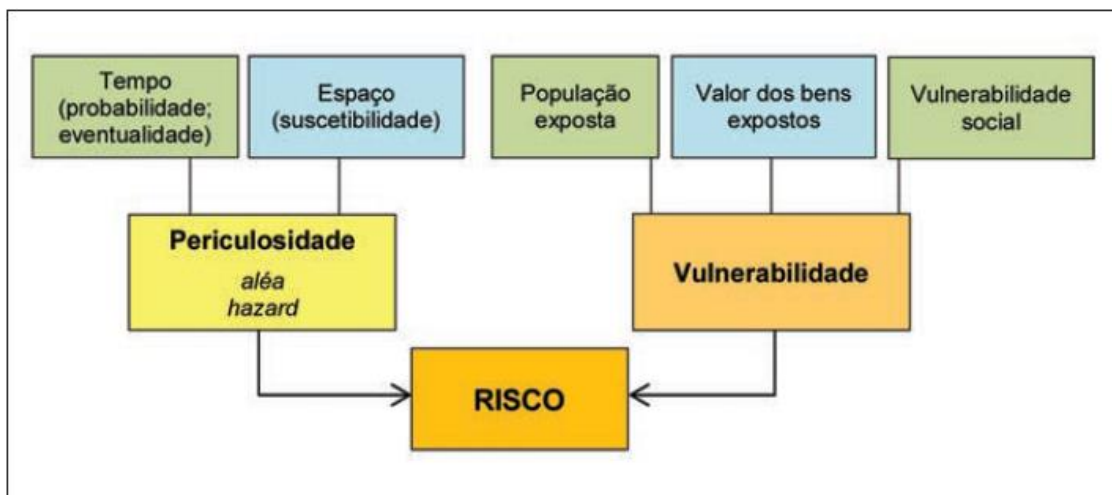 Tempo
(probabilidade;
eventualidade)
Espaço
(suscetibilidade)
População
exposta
Valor dos bens
expostos
Vulnerabilidade
social
Periculosidade
aléa
hazard
Vulnerabilidade
RISCO